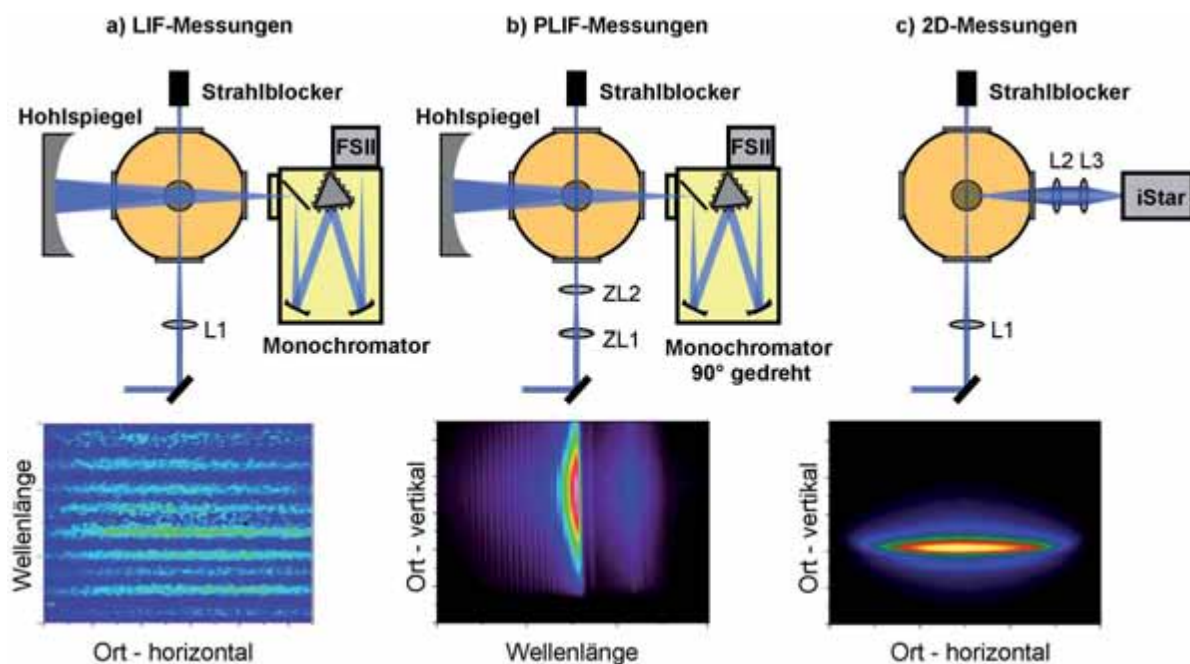 a) LIF-Messungen
Strahlblocker
Hohlspiegel
FSII
L1
Monochromator
Wellenlänge
Ort - horizontal
b) PLIF-Messungen
Strahlblocker
Hohlspiegel
FSII
ZL2
ZL1
Monochromator
90° gedreht
Ort - vertikal
Wellenlänge
c) 2D-Messungen
Strahlblocker
L2 L3
iStar
L1
Ort - vertikal
Ort - horizontal